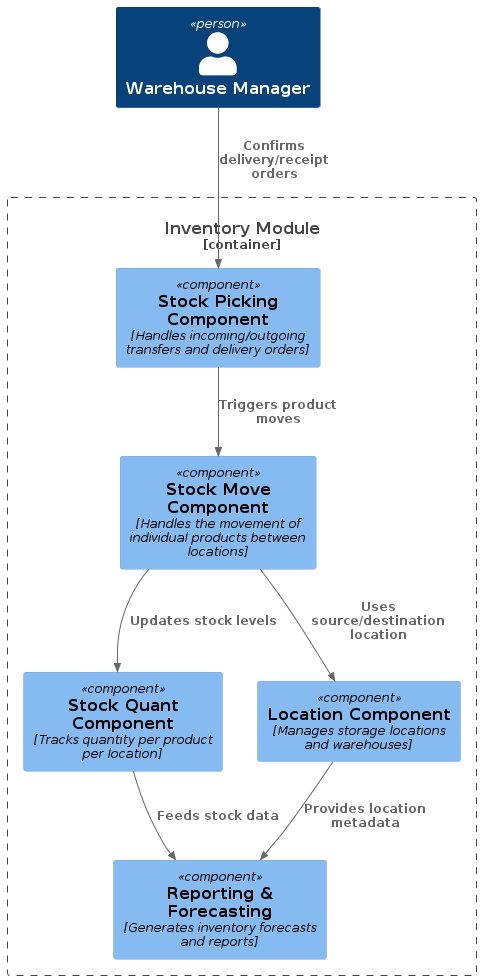 «person»
Warehouse Manager
Confirms
delivery/receipt
orders
Inventory Module
[container]
«component»
Stock Picking
Component
[Handles incoming/outgoing
transfers and delivery orders]
Triggers product
moves
«component»
Stock Move
Component
[Handles the movement of
individual products between
locations]
Updates stock levels
Uses
source/destination
location
«component»
Stock Quant
Component
[Tracks quantity per product
per location]
«component»
Location Component
[Manages storage locations
and warehouses]
Feeds stock data
Provides location
metadata
«component»
Reporting &
Forecasting
[Generates inventory forecasts
and reports]